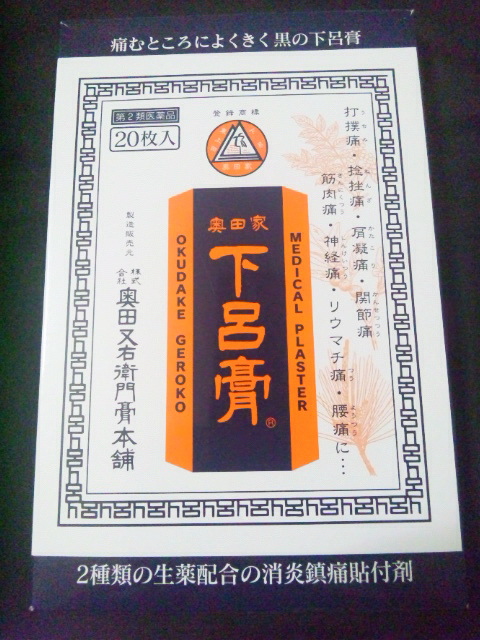 痛むところによくきく黒の下呂膏
第2類医薬品
20枚入
登録商標
打撲痛・捻挫痛・肩凝痛・関節痛
筋肉痛・神経痛・リウマチ痛・腰痛に…
奥田家
下呂膏®
OKUDAKE GEROKO
MEDICAL PLASTER
製造販売元
株式会社 奥田又右衛門膏本舗
2種類の生薬配合の消炎鎮痛貼付剤